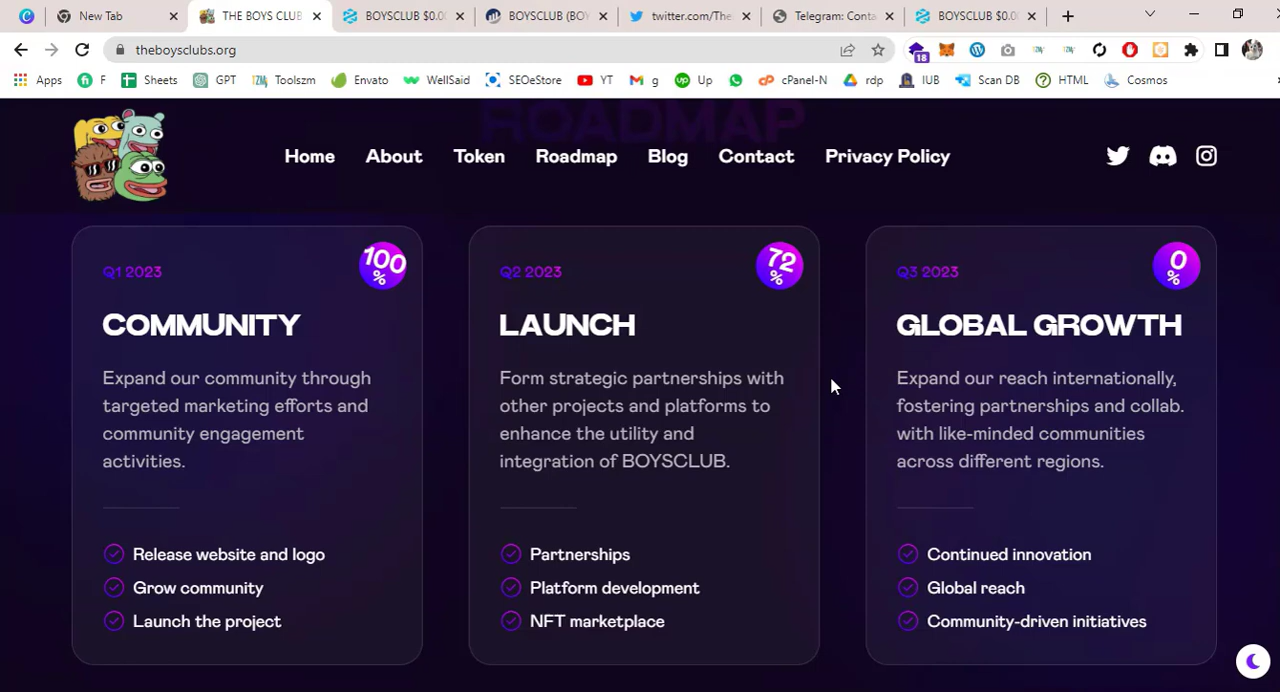 New Tab
THE BOYS CLUB
BOYSCLUB $0.0
BOYSCLUB (BOY
twitter.com/The
Telegram: Conta
BOYSCLUB $0.0
theboysclubs.org
18
Apps
F
Sheets
GPT
Toolszm
Envato
WellSaid
SEOeStore
YT
g
Up
cPanel-N
rdp
IUB
Scan DB
HTML
Cosmos
ROADMAP
Home
About
Token
Roadmap
Blog
Contact
Privacy Policy
Q1 2023
100
%
COMMUNITY
Expand our community through
targeted marketing efforts and
community engagement
activities.
Release website and logo
Grow community
Launch the project
Q2 2023
72
%
LAUNCH
Form strategic partnerships with
other projects and platforms to
enhance the utility and
integration of BOYSCLUB.
Partnerships
Platform development
NFT marketplace
Q3 2023
0
%
GLOBAL GROWTH
Expand our reach internationally,
fostering partnerships and collab.
with like-minded communities
across different regions.
Continued innovation
Global reach
Community-driven initiatives